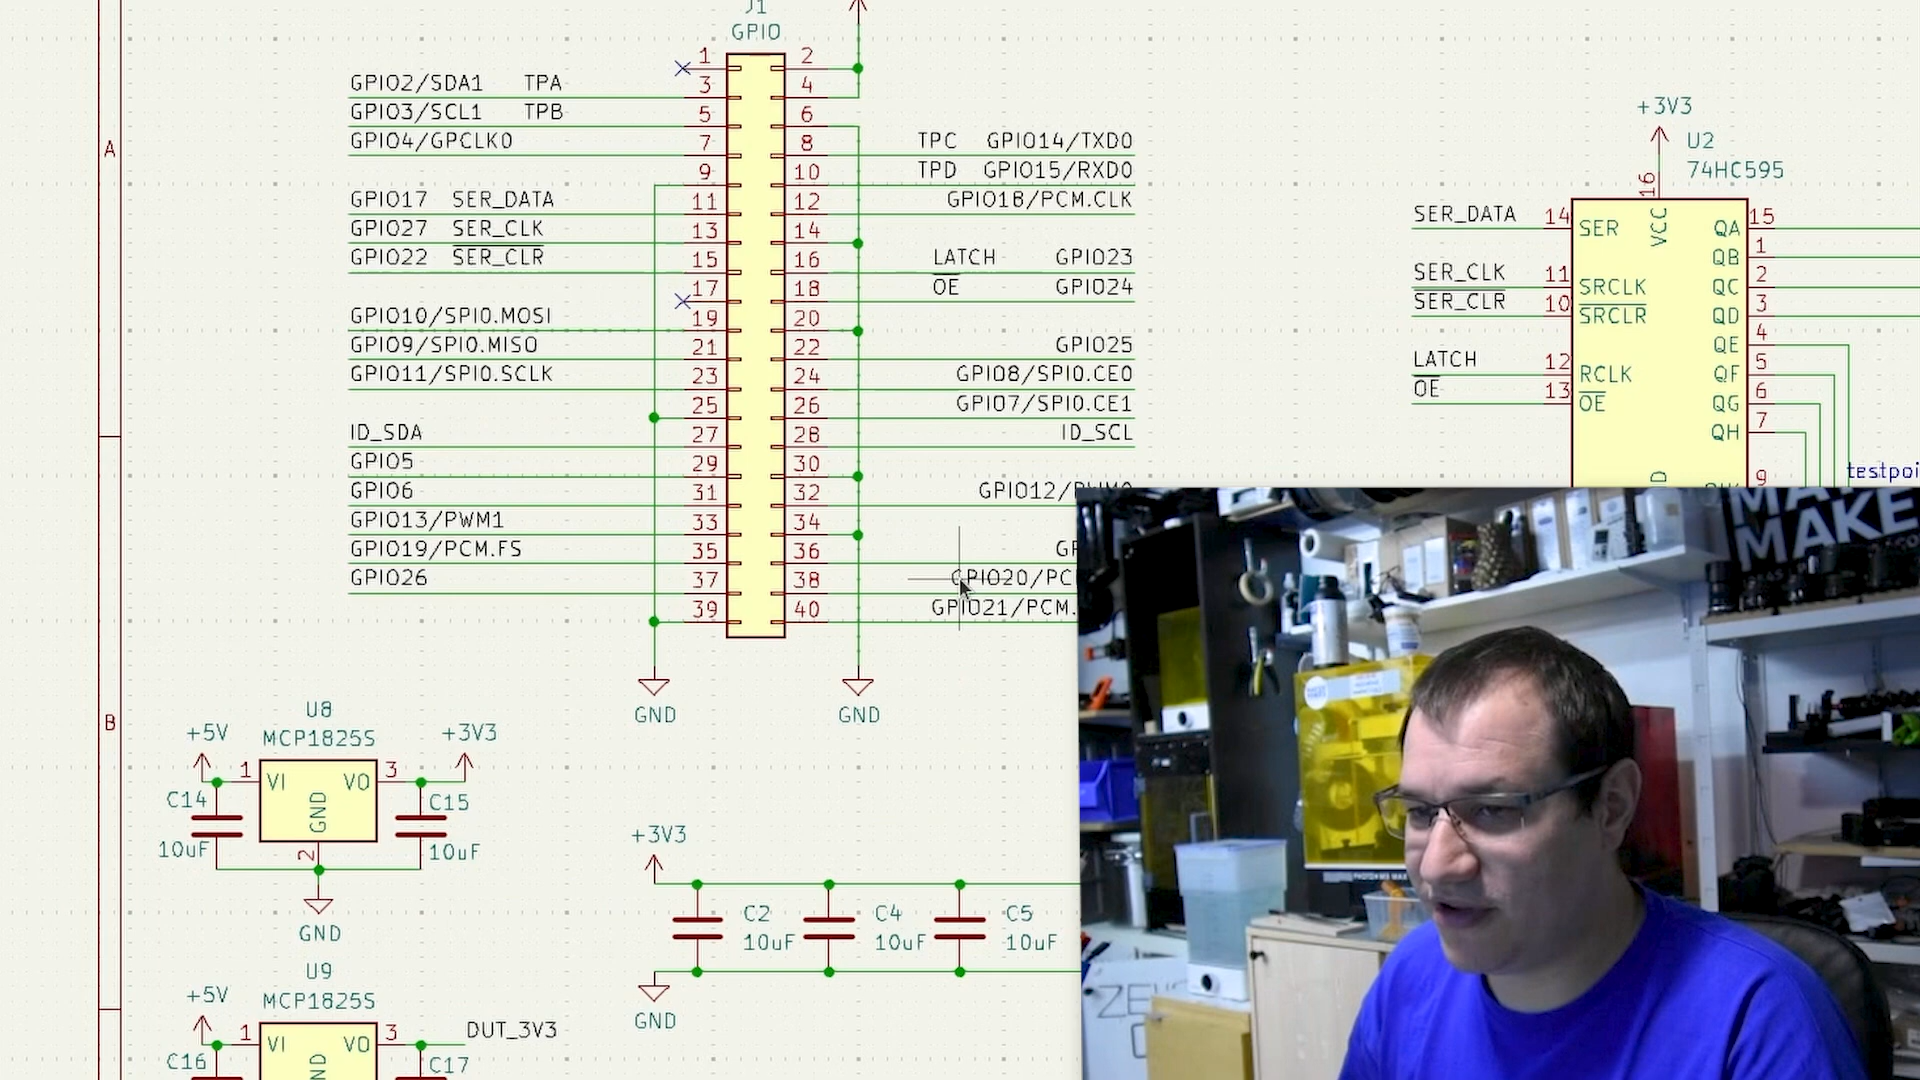 J1
GPIO
1 2
GPIO2/SDA1 TPA 3 4
GPIO3/SCL1 TPB 5 6
GPIO4/GPCLK0 7 8 TPC GPIO14/TXD0
9 10 TPD GPIO15/RXD0
GPIO17 SER_DATA 11 12 GPIO18/PCM.CLK
GPIO27 SER_CLK 13 14
GPIO22 SER_CLR 15 16 LATCH GPIO23
17 18 OE GPIO24
GPIO10/SPI0.MOSI 19 20
GPIO9/SPI0.MISO 21 22 GPIO25
GPIO11/SPI0.SCLK 23 24 GPIO8/SPI0.CE0
25 26 GPIO7/SPI0.CE1
ID_SDA 27 28 ID_SCL
GPIO5 29 30
GPIO6 31 32 GPIO12/PWM0
GPIO13/PWM1 33 34
GPIO19/PCM.FS 35 36
GPIO26 37 38 GPIO20/PC
39 40 GPIO21/PCM.
GND GND
A
B
+3V3
U2
74HC595
16
VCC
SER_DATA 14 SER QA 15
QB 1
SER_CLK 11 SRCLK QC 2
SER_CLR 10 SRCLR QD 3
QE 4
LATCH 12 RCLK QF 5
OE 13 OE QG 6
QH 7
9
testpoi
MAKE
U8
+5V MCP1825S +3V3
1 VI VO 3
C14 GND C15
10uF 2 10uF
GND
U9
+5V MCP1825S
1 VI VO 3 DUT_3V3
C16 C17
+3V3
C2 C4 C5
10uF 10uF 10uF
GND